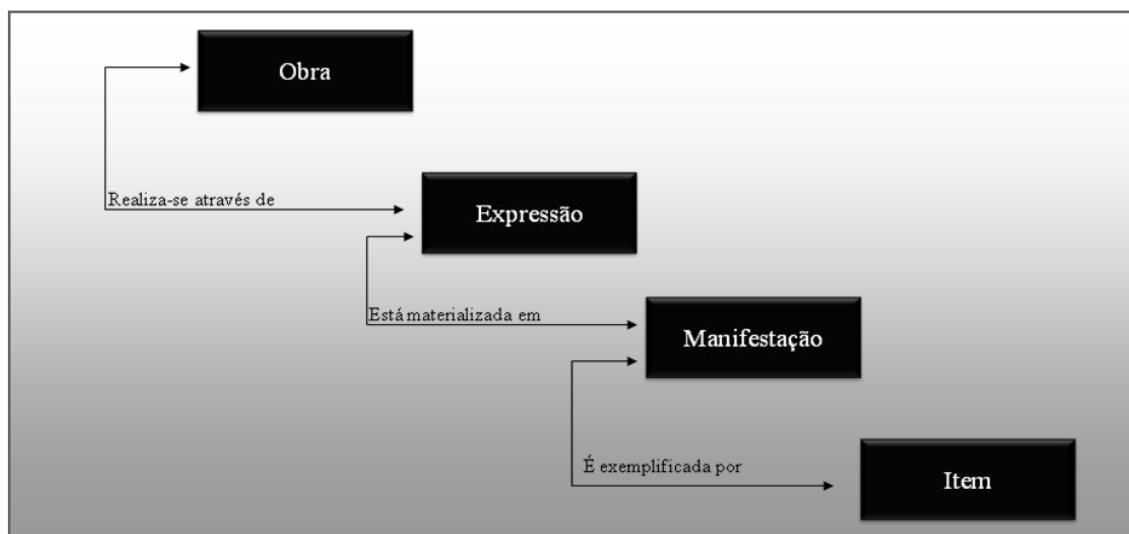 Obra
Realiza-se através de
Expressão
Está materializada em
Manifestação
É exemplificada por
Item